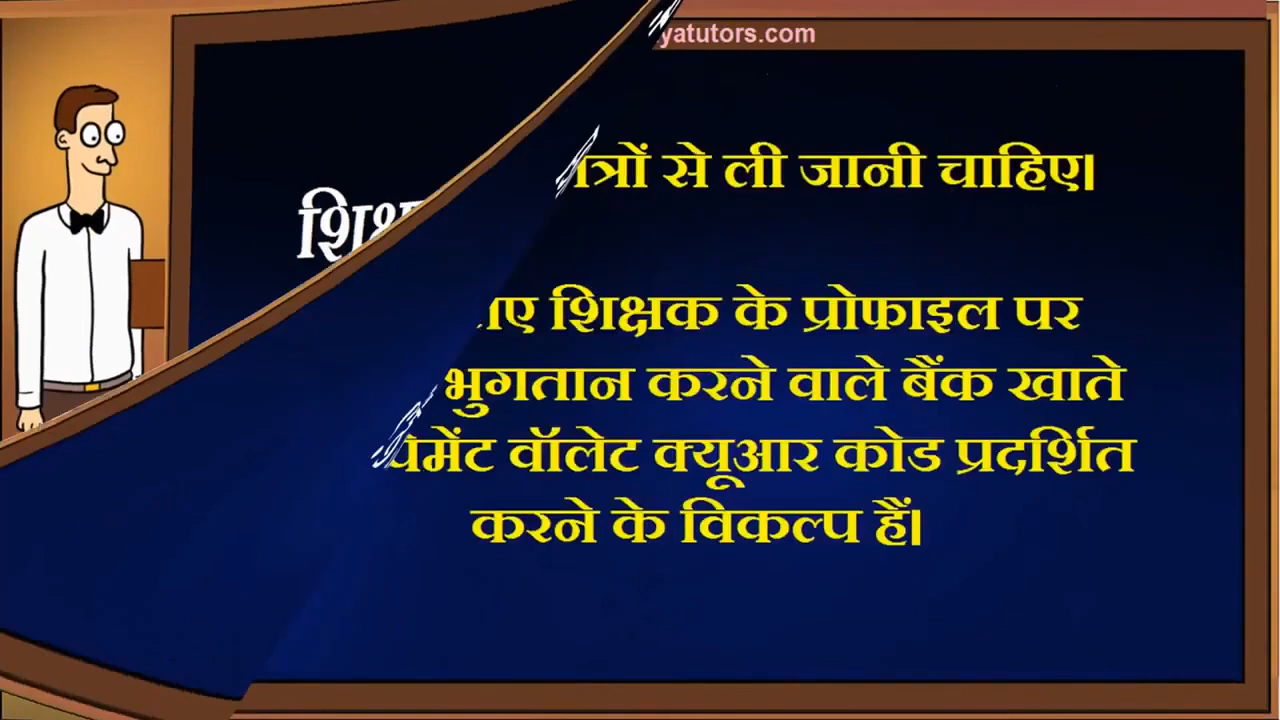 yatutors.com
से ली जानी चाहिए।
शिक्षक के प्रोफाइल पर
भुगतान करने वाले बैंक खाते
वॉलेट क्यूआर कोड प्रदर्शित
करने के विकल्प हैं।